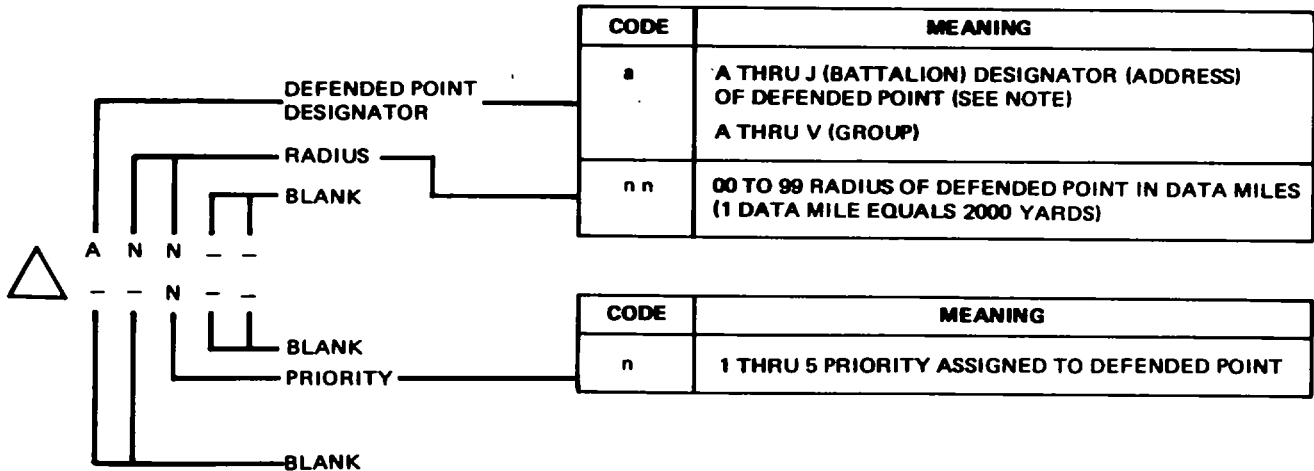 CODE MEANING
a A THRU J (BATTALION) DESIGNATOR (ADDRESS)
OF DEFENDED POINT (SEE NOTE)
A THRU V (GROUP)
n n 00 TO 99 RADIUS OF DEFENDED POINT IN DATA MILES
(1 DATA MILE EQUALS 2000 YARDS)
DEFENDED POINT
DESIGNATOR
RADIUS
BLANK
A N N – –
– – N – –
BLANK
PRIORITY
BLANK
CODE MEANING
n 1 THRU 5 PRIORITY ASSIGNED TO DEFENDED POINT